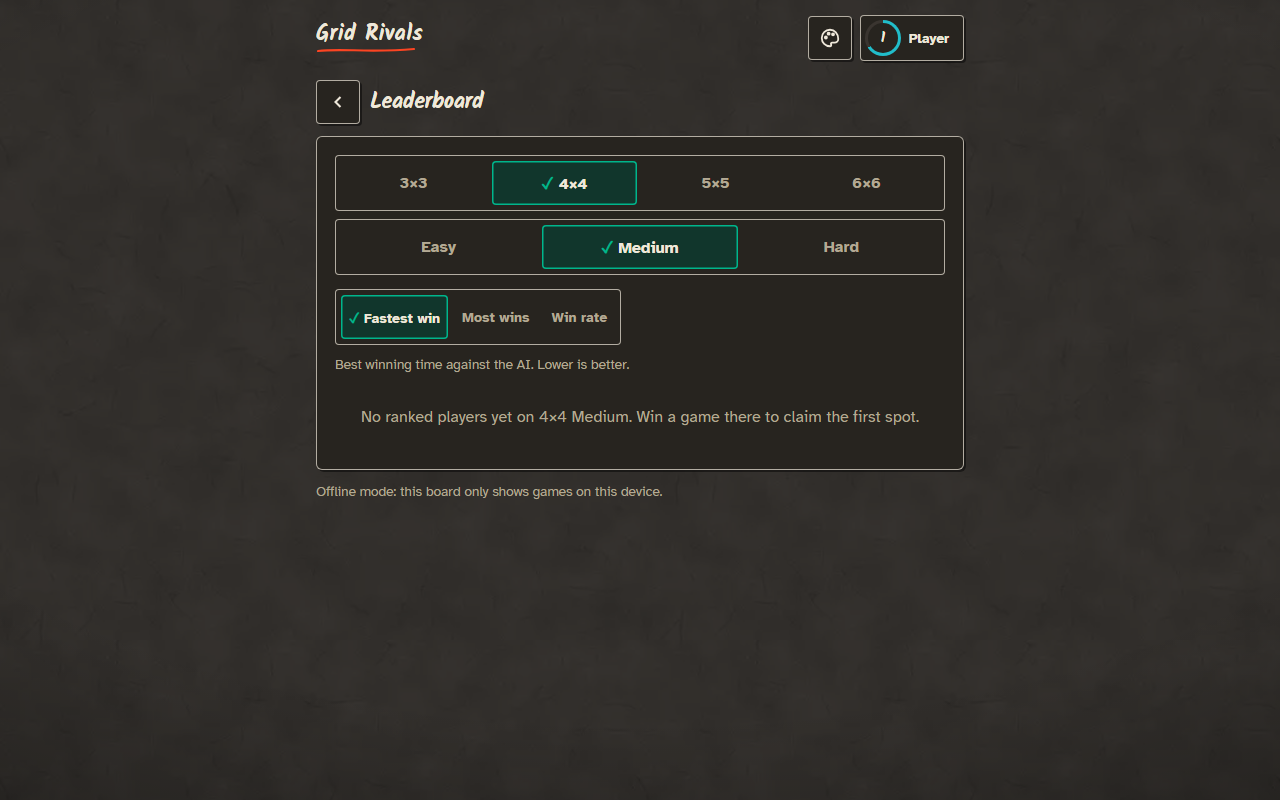 Grid Rivals
1 Player
Leaderboard
3×3 ✓ 4×4 5×5 6×6
Easy ✓ Medium Hard
✓ Fastest win Most wins Win rate
Best winning time against the AI. Lower is better.
No ranked players yet on 4×4 Medium. Win a game there to claim the first spot.
Offline mode: this board only shows games on this device.